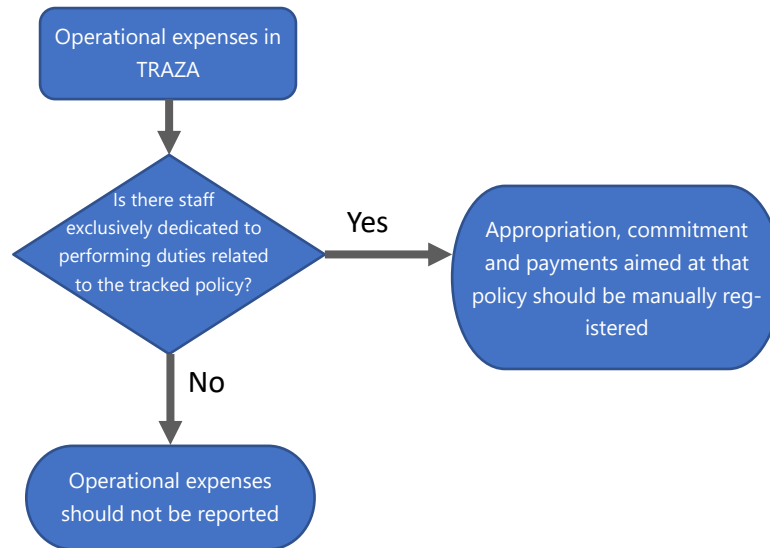 Operational expenses in
TRAZA
Is there staff
exclusively dedicated to
performing duties related
to the tracked policy?
Yes
Appropriation, commitment
and payments aimed at that
policy should be manually reg-
istered
No
Operational expenses
should not be reported